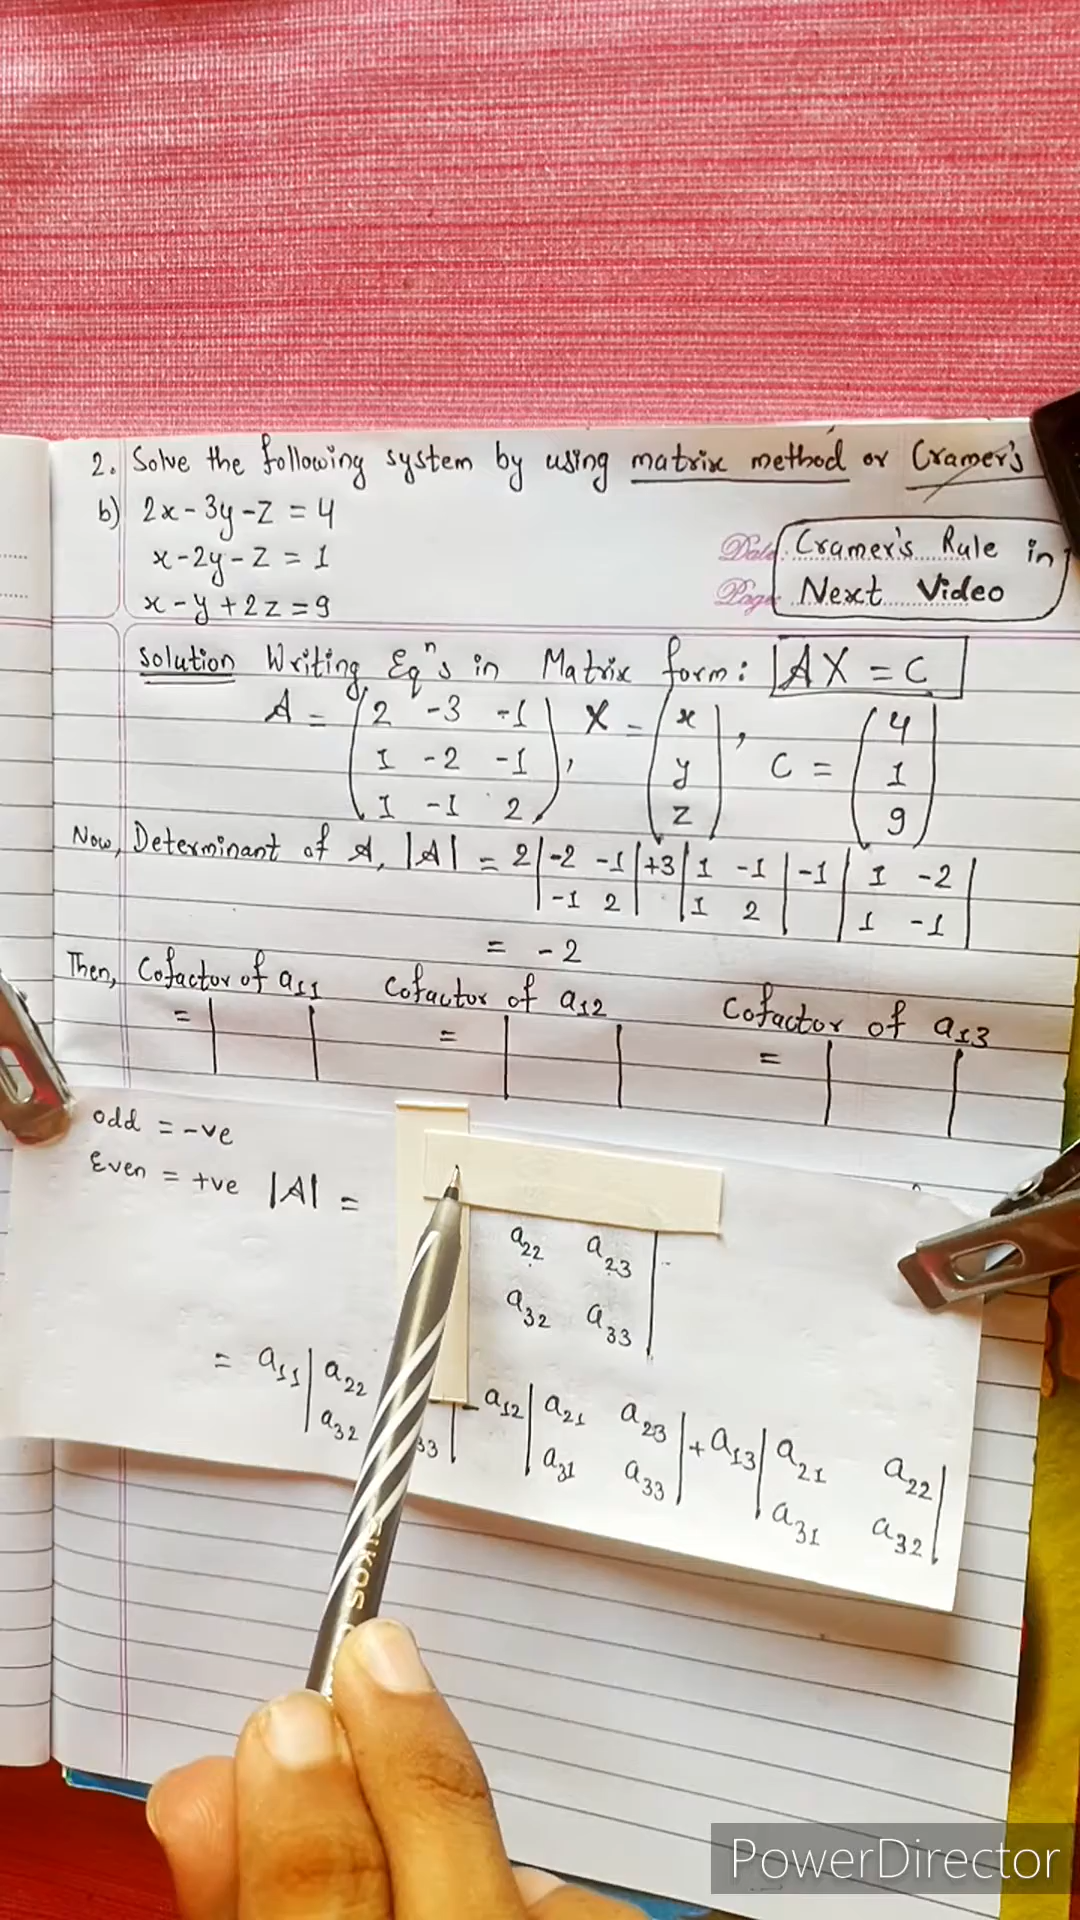 2. Solve the following system by using matrix method or Cramer's
b) 2x - 3y - z = 4
x - 2y - z = 1
x - y + 2z = 9
Date. Cramer's Rule in
Page. Next Video
Solution Writing Eqⁿ's in Matrix form: AX = C
A = (2 -3 -1), X = (x), C = (4)
1 -2 -1 y 1
1 -1 2 z 9
Now, Determinant of A, |A| = 2 |-2 -1| +3 |1 -1| -1 |1 -2|
|-1 2| |1 2| |1 -1|
= -2
Then, Cofactor of a11 Cofactor of a12 Cofactor of a13
= | | = | | = | |
odd = -ve
Even = +ve |A| =
a22 a23
a32 a33
= a11 |a22 - a12 |a21 a23| + a13 |a21 a22|
|a32 33| |a31 a33| |a31 a32|
SIKOS
PowerDirector